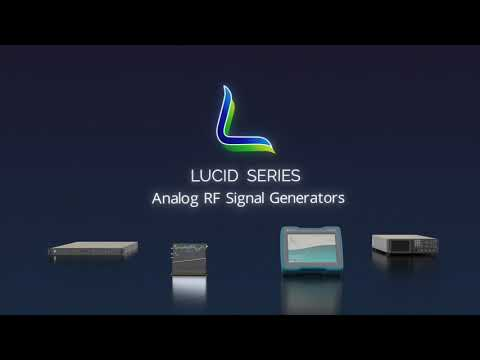 LUCID SERIES
Analog RF Signal Generators